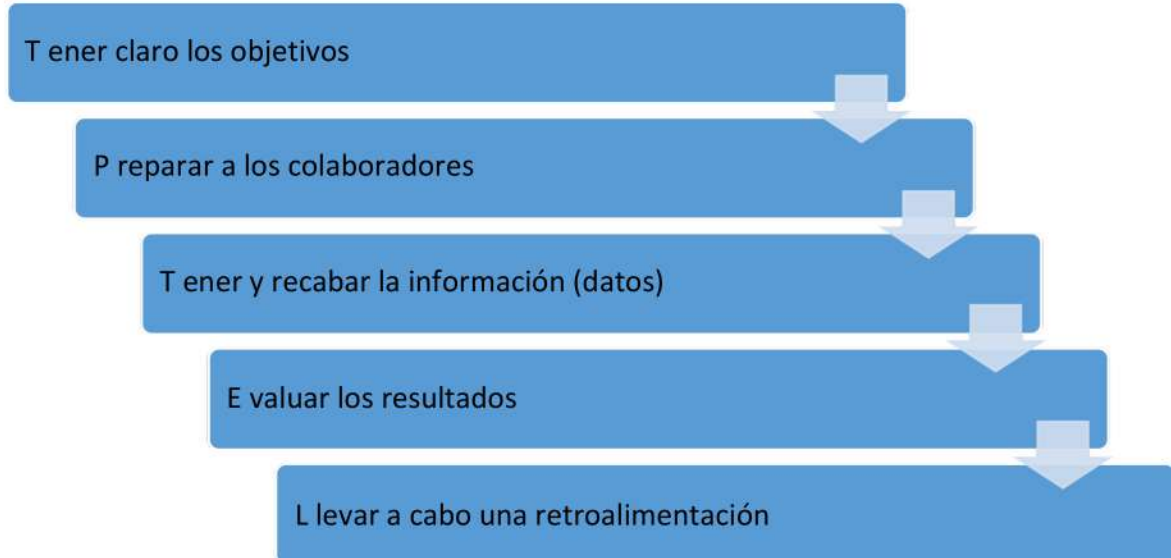 T ener claro los objetivos
P reparar a los colaboradores
T ener y recabar la información (datos)
E valuar los resultados
L levar a cabo una retroalimentación